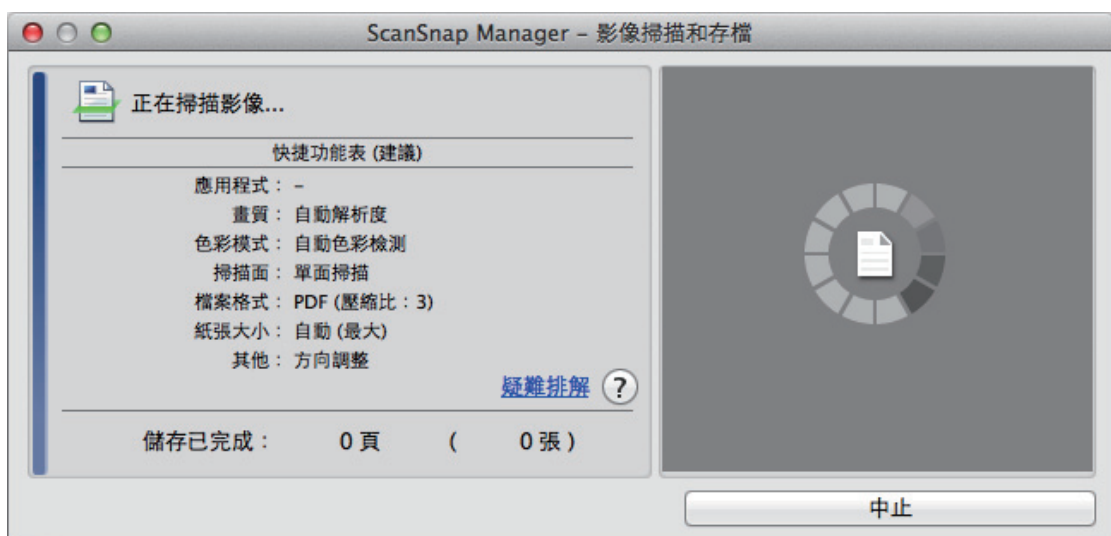 ScanSnap Manager – 影像掃描和存檔
正在掃描影像...
快捷功能表 (建議)
應用程式： –
畫質： 自動解析度
色彩模式： 自動色彩檢測
掃描面： 單面掃描
檔案格式： PDF (壓縮比：3)
紙張大小： 自動 (最大)
其他： 方向調整
疑難排解 ?
儲存已完成： 0 頁 ( 0 張 )
中止